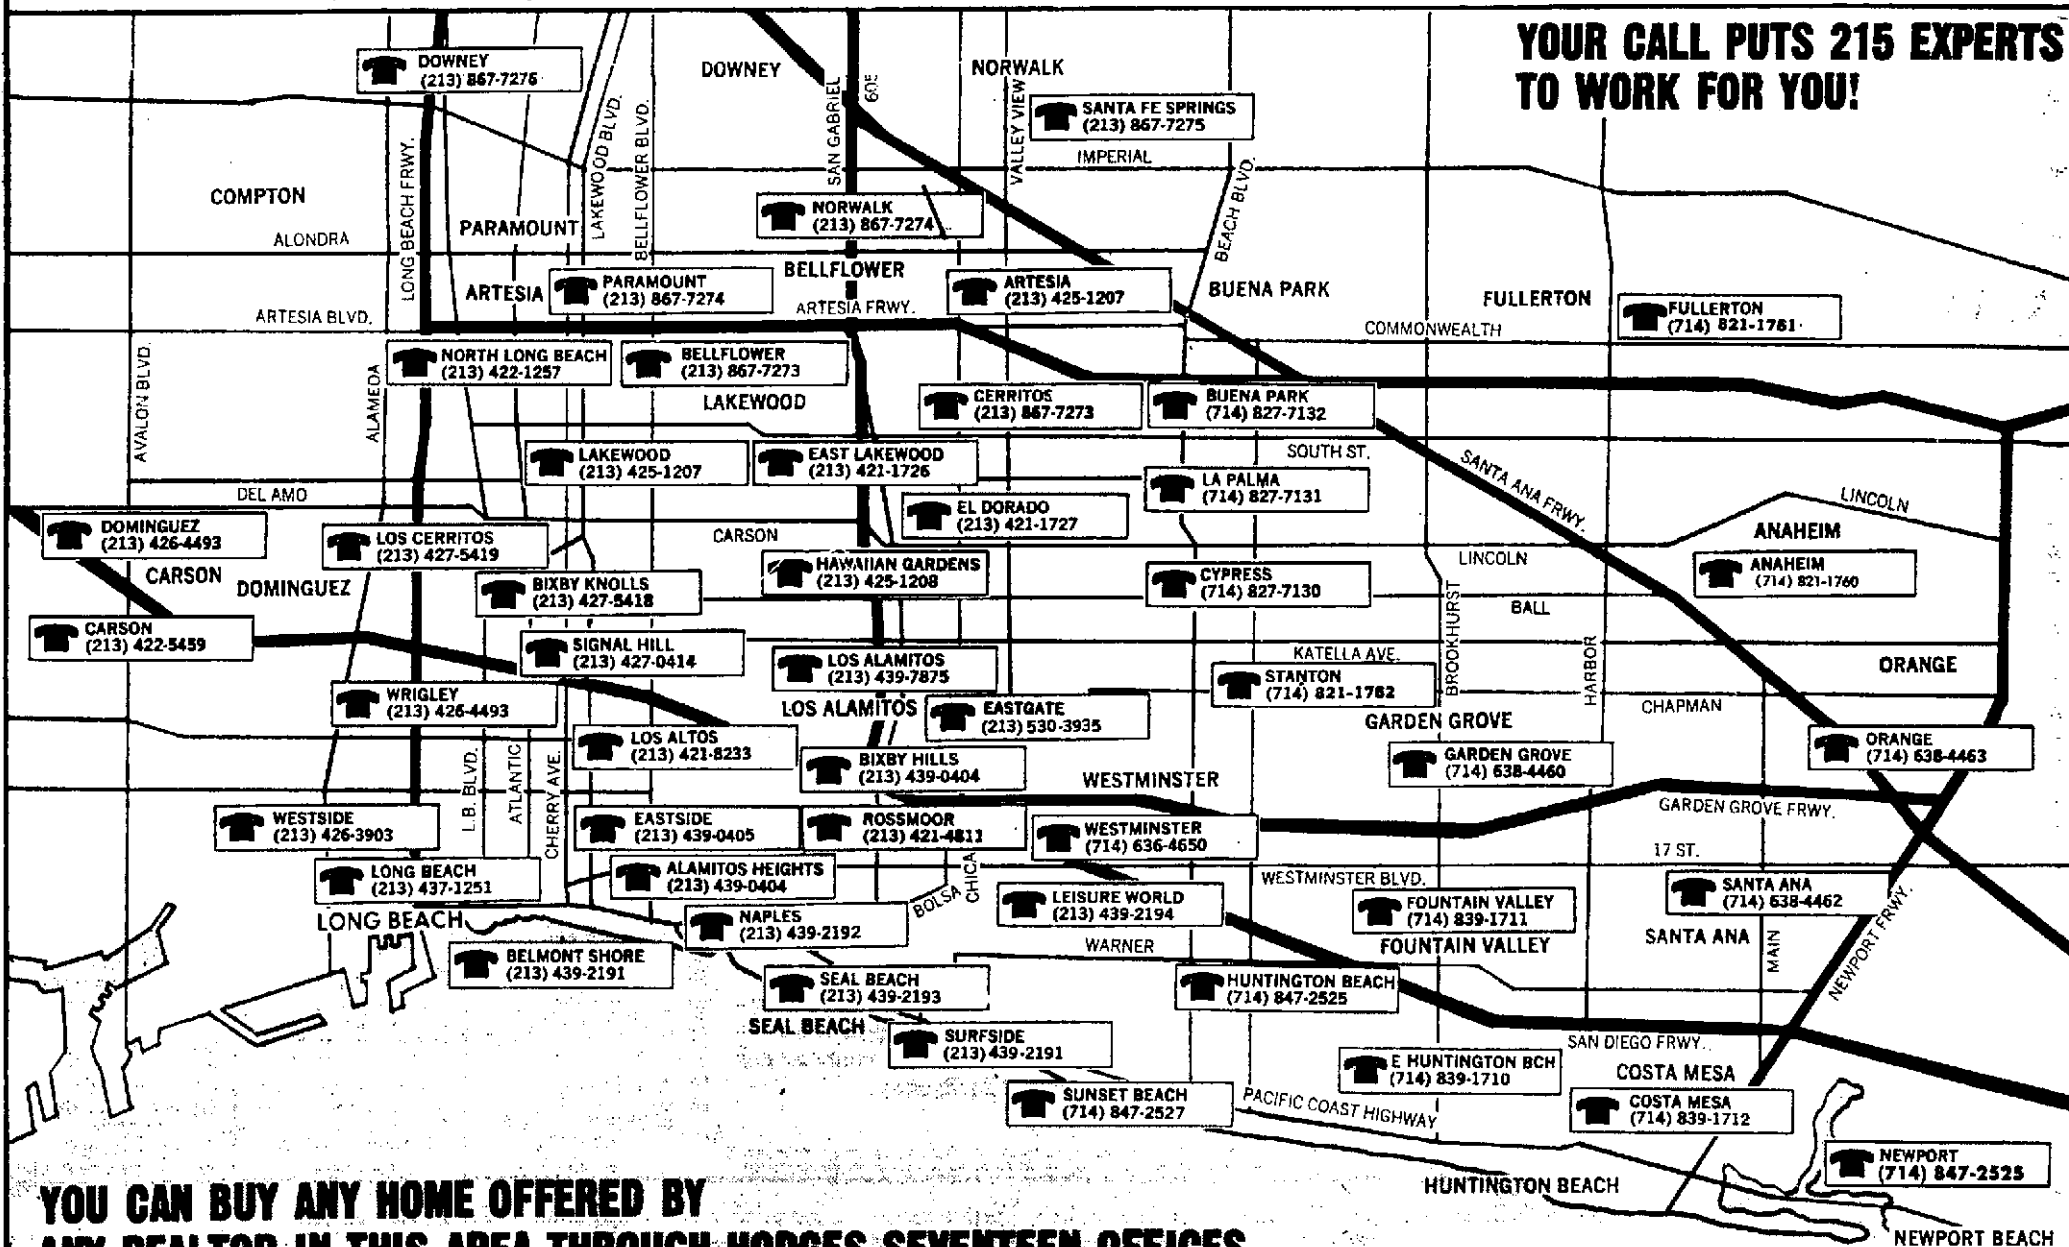 YOUR CALL PUTS 215 EXPERTS
TO WORK FOR YOU!
DOWNEY
(213) 867-7276
DOWNEY
NORWALK
605
SAN GABRIEL
VALLEY VIEW
SANTA FE SPRINGS
(213) 867-7275
IMPERIAL
LAKEWOOD BLVD.
BELLFLOWER BLVD.
LONG BEACH FRWY.
BEACH BLVD.
COMPTON
PARAMOUNT
NORWALK
(213) 867-7274
ALONDRA
BELLFLOWER
ARTESIA
PARAMOUNT
(213) 867-7274
ARTESIA
(213) 425-1207
BUENA PARK
FULLERTON
FULLERTON
(714) 821-1761
ARTESIA BLVD.
ARTESIA FRWY.
COMMONWEALTH
AVALON BLVD.
ALAMEDA
NORTH LONG BEACH
(213) 422-1257
BELLFLOWER
(213) 867-7273
LAKEWOOD
CERRITOS
(213) 867-7273
BUENA PARK
(714) 827-7132
LAKEWOOD
(213) 425-1207
EAST LAKEWOOD
(213) 421-1726
SOUTH ST.
SANTA ANA FRWY.
LA PALMA
(714) 827-7131
DEL AMO
LINCOLN
DOMINGUEZ
(213) 426-4493
LOS CERRITOS
(213) 427-5419
CARSON
EL DORADO
(213) 421-1727
ANAHEIM
LINCOLN
CARSON
DOMINGUEZ
BIXBY KNOLLS
(213) 427-5418
HAWAIIAN GARDENS
(213) 425-1208
CYPRESS
(714) 827-7130
ANAHEIM
(714) 821-1760
BALL
BROOKHURST
HARBOR
CARSON
(213) 422-5459
SIGNAL HILL
(213) 427-0414
LOS ALAMITOS
(213) 439-7875
KATELLA AVE.
STANTON
(714) 821-1762
ORANGE
WRIGLEY
(213) 426-4493
LOS ALAMITOS
EASTGATE
(213) 530-3935
CHAPMAN
GARDEN GROVE
LOS ALTOS
(213) 421-8233
BIXBY HILLS
(213) 439-0404
GARDEN GROVE
(714) 638-4460
ORANGE
(714) 638-4463
WESTMINSTER
L.B. BLVD.
ATLANTIC
CHERRY AVE.
GARDEN GROVE FRWY.
WESTSIDE
(213) 426-3903
EASTSIDE
(213) 439-0405
ROSSMOOR
(213) 421-4811
WESTMINSTER
(714) 636-4650
17 ST.
LONG BEACH
(213) 437-1251
ALAMITOS HEIGHTS
(213) 439-0404
BOLSA
CHICA
WESTMINSTER BLVD.
LEISURE WORLD
(213) 439-2194
FOUNTAIN VALLEY
(714) 839-1711
SANTA ANA
(714) 638-4462
LONG BEACH
NAPLES
(213) 439-2192
WARNER
FOUNTAIN VALLEY
SANTA ANA
MAIN
NEWPORT FRWY.
BELMONT SHORE
(213) 439-2191
SEAL BEACH
(213) 439-2193
HUNTINGTON BEACH
(714) 847-2525
SEAL BEACH
SURFSIDE
(213) 439-2191
SAN DIEGO FRWY.
E HUNTINGTON BCH
(714) 839-1710
COSTA MESA
SUNSET BEACH
(714) 847-2527
PACIFIC COAST HIGHWAY
COSTA MESA
(714) 839-1712
NEWPORT
(714) 847-2525
HUNTINGTON BEACH
NEWPORT BEACH
YOU CAN BUY ANY HOME OFFERED BY
ANY REALTOR IN THIS AREA THROUGH HODGES SEVENTEEN OFFICES